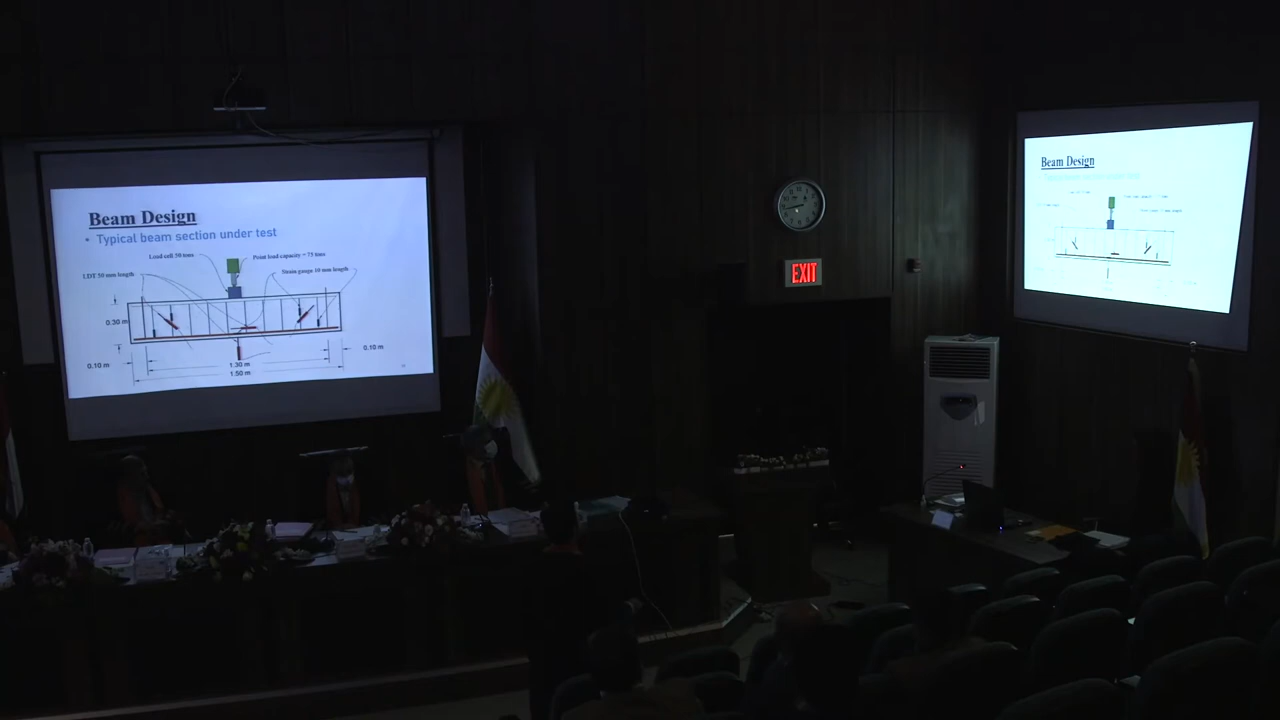 Beam Design
• Typical beam section under test
Load cell 50 tons
Point load capacity = 75 tons
LDT 50 mm length
Strain gauge 10 mm length
0.30 m
0.10 m
0.10 m
1.30 m
1.50 m
EXIT
Beam Design